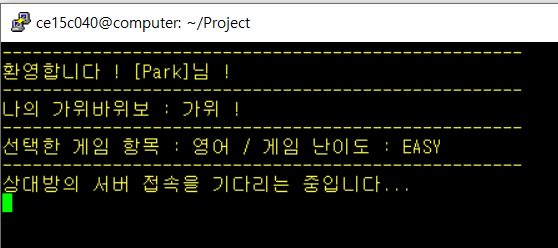 ce15c040@computer: ~/Project
----------------------------------------------------
환영합니다 ! [Park]님 !
----------------------------------------------------
나의 가위바위보 : 가위 !
----------------------------------------------------
선택한 게임 항목 : 영어 / 게임 난이도 : EASY
----------------------------------------------------
상대방의 서버 접속을 기다리는 중입니다...